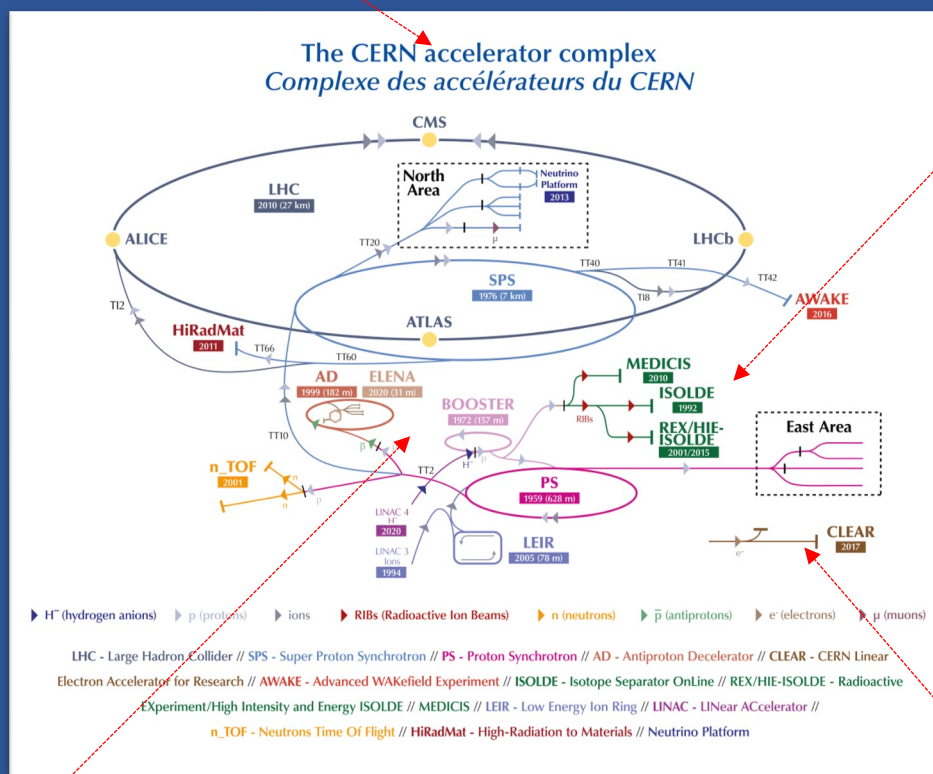 The CERN accelerator complex
Complexe des accélérateurs du CERN
CMS
North
Area
Neutrino
Platform
2013
LHC
2010 (27 km)
μ
ALICE
LHCb
TT20
TT40
TT41
TT42
SPS
1976 (7 km)
TI2
TI8
AWAKE
2016
ATLAS
HiRadMat
2011
TT66
TT60
MEDICIS
2010
AD
1999 (182 m)
ELENA
2020 (31 m)
ISOLDE
1992
BOOSTER
1972 (157 m)
RIBs
REX/HIE-
ISOLDE
2001/2015
East Area
TT10
p̅
p
H⁻
TT2
n_TOF
2001
n
n
p
PS
1959 (628 m)
LINAC 4
H⁻
2020
LINAC 3
Ions
1994
LEIR
2005 (78 m)
CLEAR
2017
e⁻
H⁻ (hydrogen anions) p (protons) ions RIBs (Radioactive Ion Beams) n (neutrons) p̅ (antiprotons) e⁻ (electrons) μ (muons)
LHC - Large Hadron Collider // SPS - Super Proton Synchrotron // PS - Proton Synchrotron // AD - Antiproton Decelerator // CLEAR - CERN Linear
Electron Accelerator for Research // AWAKE - Advanced WAKefield Experiment // ISOLDE - Isotope Separator OnLine // REX/HIE-ISOLDE - Radioactive
EXperiment/High Intensity and Energy ISOLDE // MEDICIS // LEIR - Low Energy Ion Ring // LINAC - LINear ACcelerator //
n_TOF - Neutrons Time Of Flight // HiRadMat - High-Radiation to Materials // Neutrino Platform